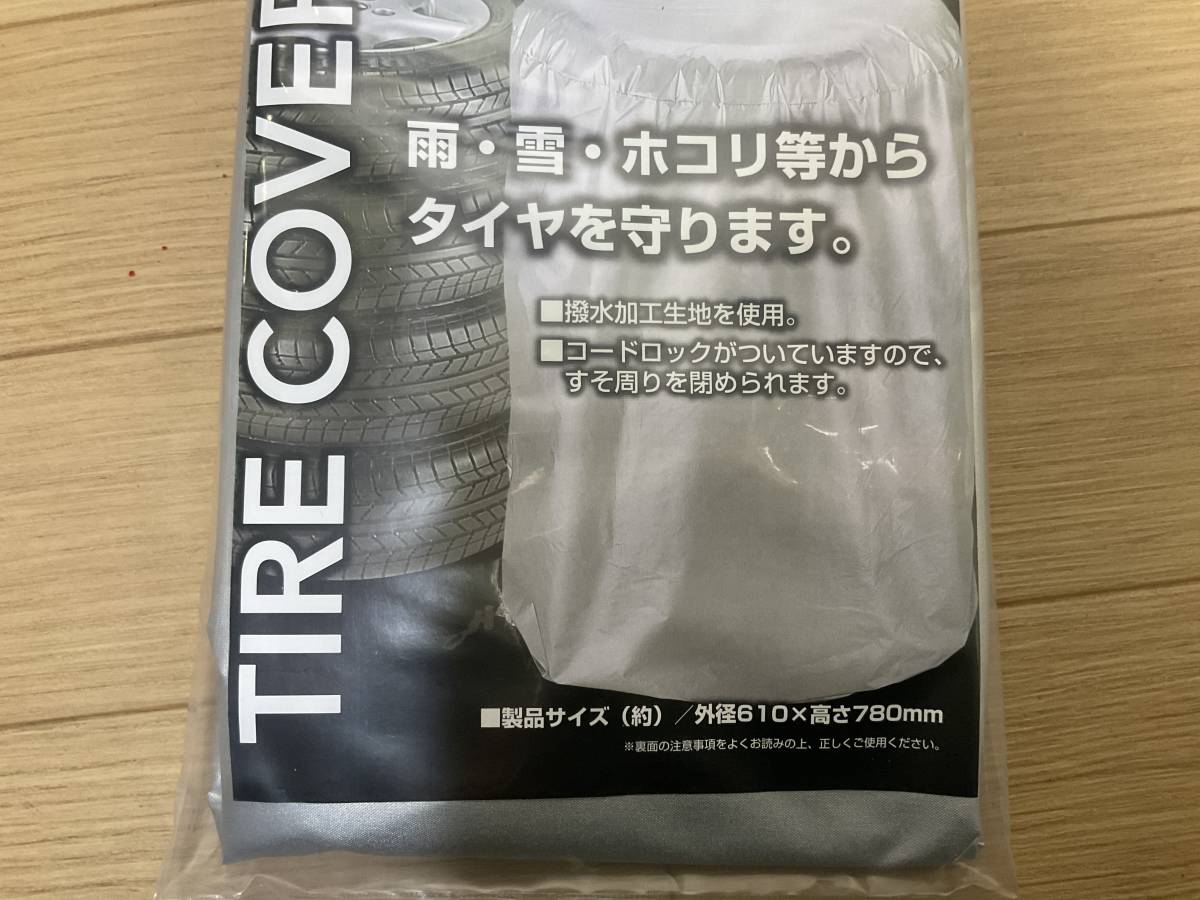 TIRE COVER
雨・雪・ホコリ等から
タイヤを守ります。
■撥水加工生地を使用。
■コードロックがついていますので、
すそ周りを閉められます。
■製品サイズ（約）／外径610×高さ780mm
※裏面の注意事項をよくお読みの上、正しくご使用ください。